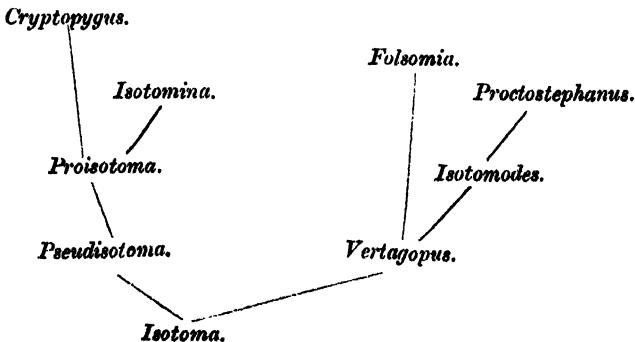 Cryptopygus.
Folsomia.
Isotomina.
Proctostephanus.
Proisotoma.
Isotomodes.
Pseudisotoma.
Vertagopus.
Isotoma.